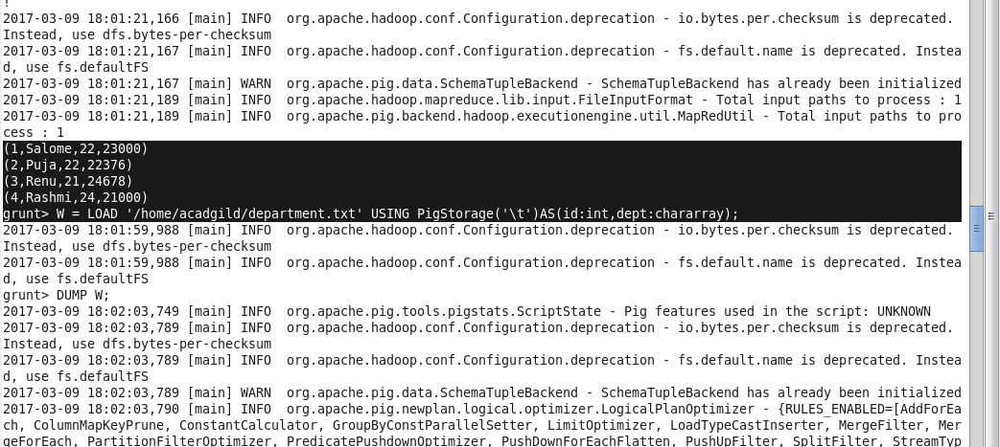 !
2017-03-09 18:01:21,166 [main] INFO  org.apache.hadoop.conf.Configuration.deprecation - io.bytes.per.checksum is deprecated.
Instead, use dfs.bytes-per-checksum
2017-03-09 18:01:21,167 [main] INFO  org.apache.hadoop.conf.Configuration.deprecation - fs.default.name is deprecated. Instea
d, use fs.defaultFS
2017-03-09 18:01:21,167 [main] WARN  org.apache.pig.data.SchemaTupleBackend - SchemaTupleBackend has already been initialized
2017-03-09 18:01:21,189 [main] INFO  org.apache.hadoop.mapreduce.lib.input.FileInputFormat - Total input paths to process : 1
2017-03-09 18:01:21,189 [main] INFO  org.apache.pig.backend.hadoop.executionengine.util.MapRedUtil - Total input paths to pro
cess : 1
(1,Salome,22,23000)
(2,Puja,22,22376)
(3,Renu,21,24678)
(4,Rashmi,24,21000)
grunt> W = LOAD '/home/acadgild/department.txt' USING PigStorage('\t')AS(id:int,dept:chararray);
2017-03-09 18:01:59,988 [main] INFO  org.apache.hadoop.conf.Configuration.deprecation - io.bytes.per.checksum is deprecated.
Instead, use dfs.bytes-per-checksum
2017-03-09 18:01:59,988 [main] INFO  org.apache.hadoop.conf.Configuration.deprecation - fs.default.name is deprecated. Instea
d, use fs.defaultFS
grunt> DUMP W;
2017-03-09 18:02:03,749 [main] INFO  org.apache.pig.tools.pigstats.ScriptState - Pig features used in the script: UNKNOWN
2017-03-09 18:02:03,789 [main] INFO  org.apache.hadoop.conf.Configuration.deprecation - io.bytes.per.checksum is deprecated.
Instead, use dfs.bytes-per-checksum
2017-03-09 18:02:03,789 [main] INFO  org.apache.hadoop.conf.Configuration.deprecation - fs.default.name is deprecated. Instea
d, use fs.defaultFS
2017-03-09 18:02:03,789 [main] WARN  org.apache.pig.data.SchemaTupleBackend - SchemaTupleBackend has already been initialized
2017-03-09 18:02:03,790 [main] INFO  org.apache.pig.newplan.logical.optimizer.LogicalPlanOptimizer - {RULES_ENABLED=[AddForEa
ch, ColumnMapKeyPrune, ConstantCalculator, GroupByConstParallelSetter, LimitOptimizer, LoadTypeCastInserter, MergeFilter, Mer
geForEach, PartitionFilterOptimizer, PredicatePushdownOptimizer, PushDownForEachFlatten, PushUpFilter, SplitFilter, StreamTyp